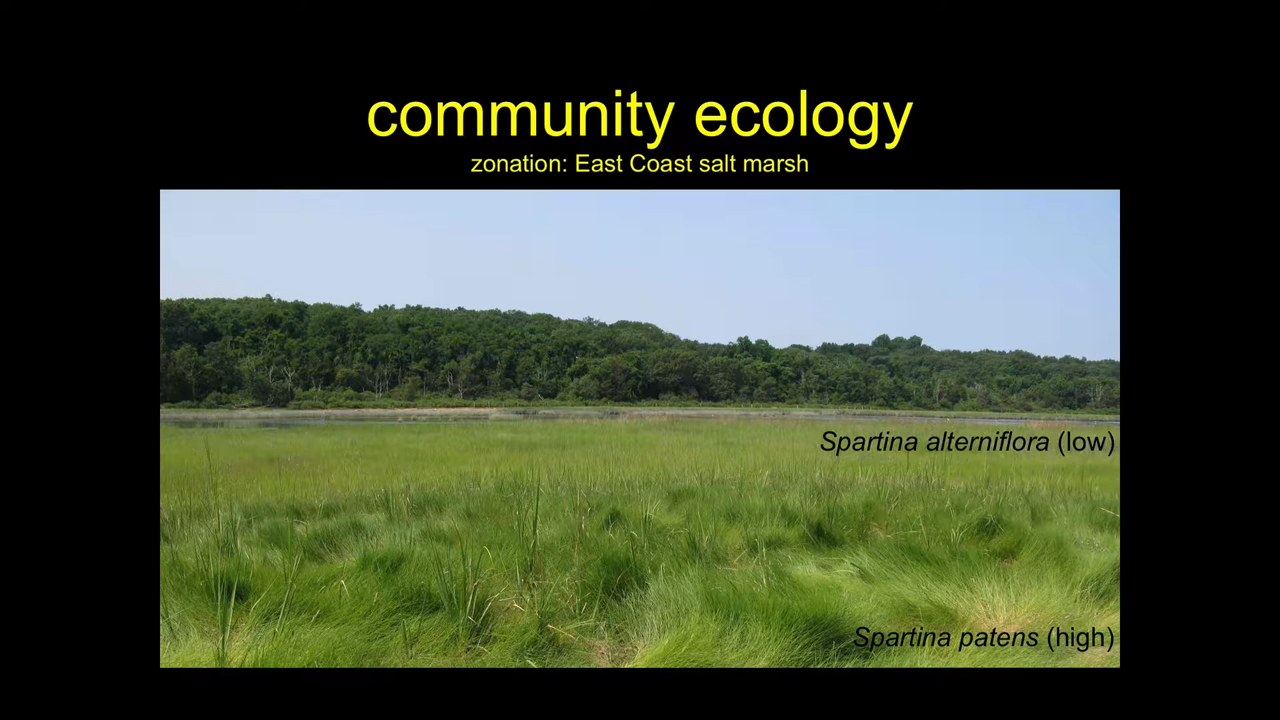 community ecology
zonation: East Coast salt marsh
Spartina alterniflora (low)
Spartina patens (high)